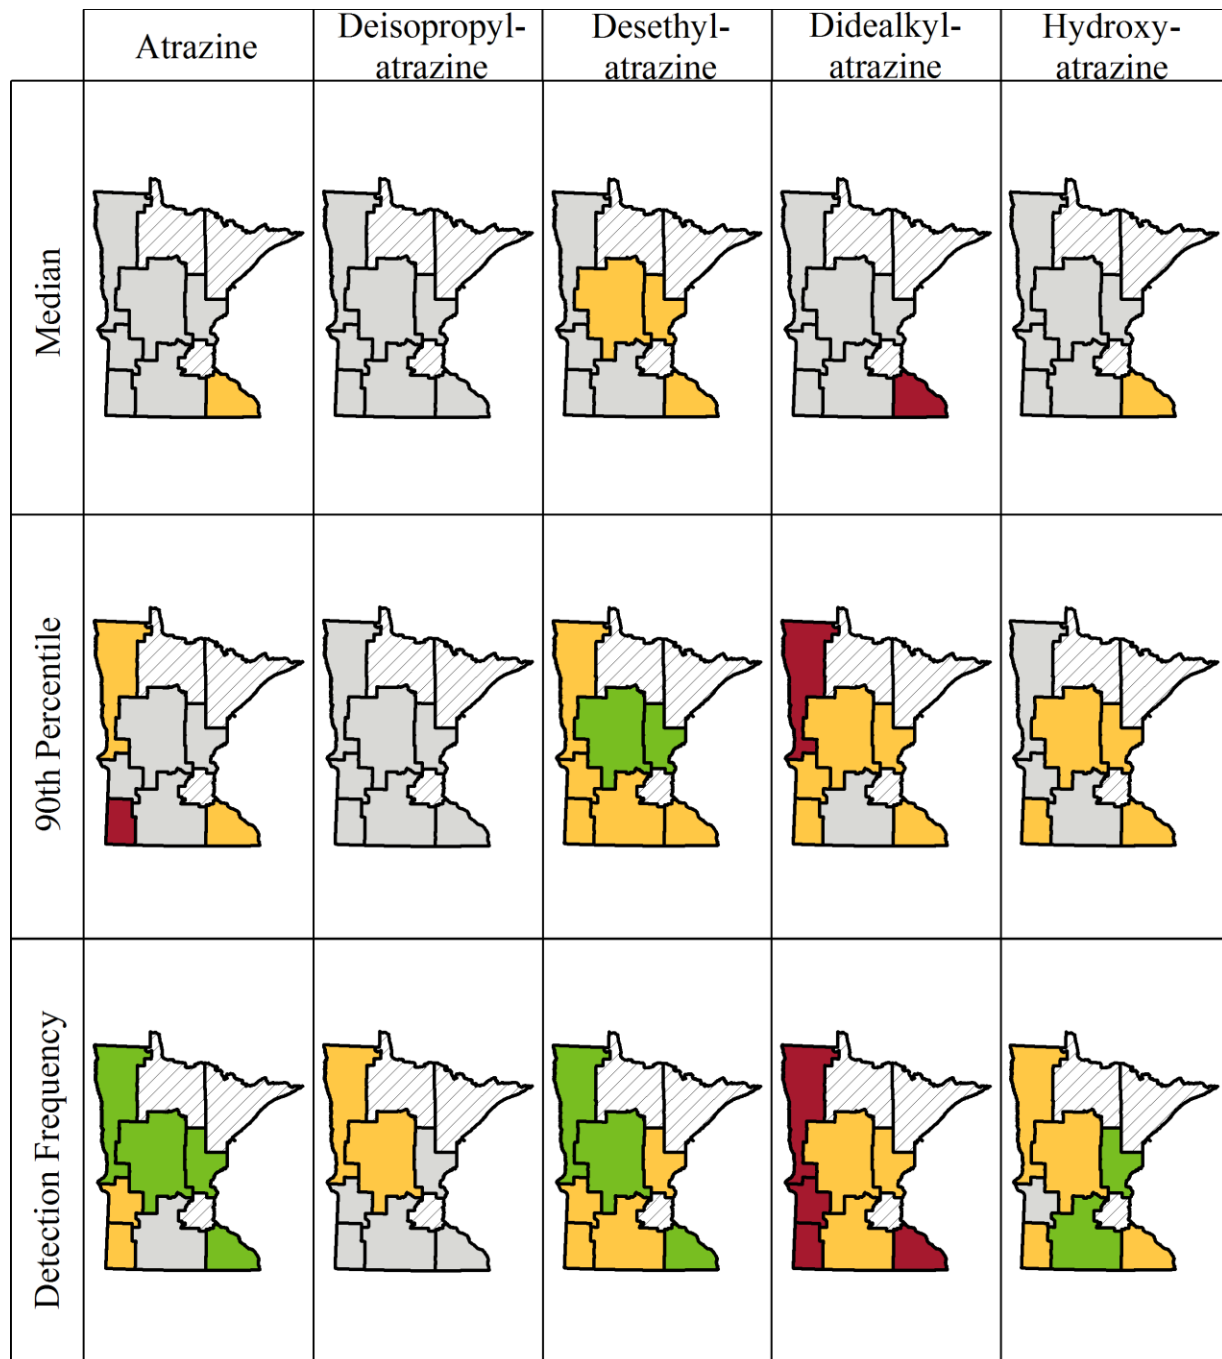 Atrazine
Deisopropyl-
atrazine
Desethyl-
atrazine
Didealkyl-
atrazine
Hydroxy-
atrazine
Median
90th Percentile
Detection Frequency